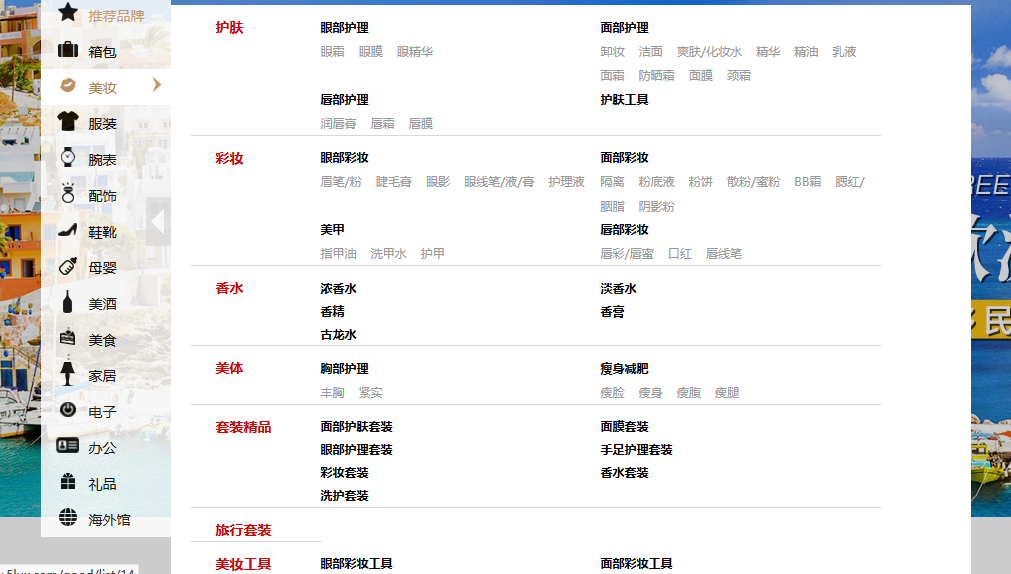 推荐品牌
箱包
美妆
服装
腕表
配饰
鞋靴
母婴
美酒
美食
家居
电子
办公
礼品
海外馆
护肤
眼部护理
眼霜 眼膜 眼精华
面部护理
卸妆 洁面 爽肤/化妆水 精华 精油 乳液
面霜 防晒霜 面膜 颈霜
唇部护理
润唇膏 唇霜 唇膜
护肤工具
彩妆
眼部彩妆
眉笔/粉 睫毛膏 眼影 眼线笔/液/膏 护理液
面部彩妆
隔离 粉底液 粉饼 散粉/蜜粉 BB霜 腮红/
胭脂 阴影粉
美甲
指甲油 洗甲水 护甲
唇部彩妆
唇彩/唇蜜 口红 唇线笔
香水
浓香水
淡香水
香精
香膏
古龙水
美体
胸部护理
丰胸 紧实
瘦身减肥
瘦脸 瘦身 瘦腹 瘦腿
套装精品
面部护肤套装
面膜套装
眼部护理套装
手足护理套装
彩妆套装
香水套装
洗护套装
旅行套装
美妆工具
眼部彩妆工具
面部彩妆工具
REE
民